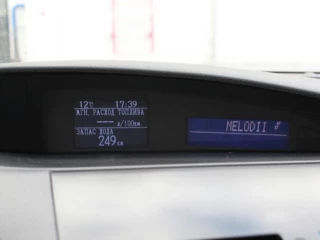 12℃ 17:39
МГН. РАСХОД ТОПЛИВА
--- л/100км
ЗАПАС ХОДА
249км
MELODII